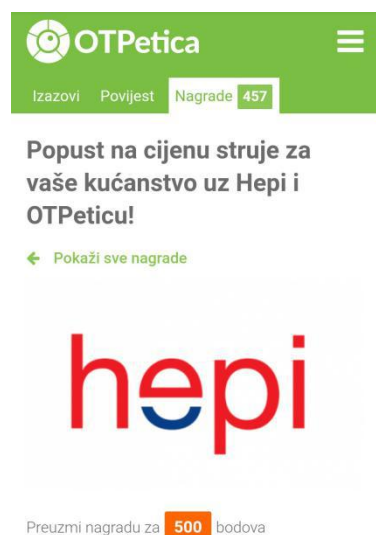 OTPetica
Izazovi Povijest Nagrade 457
Popust na cijenu struje za
vaše kućanstvo uz Hepi i
OTPeticu!
Pokaži sve nagrade
hepi
Preuzmi nagradu za 500 bodova